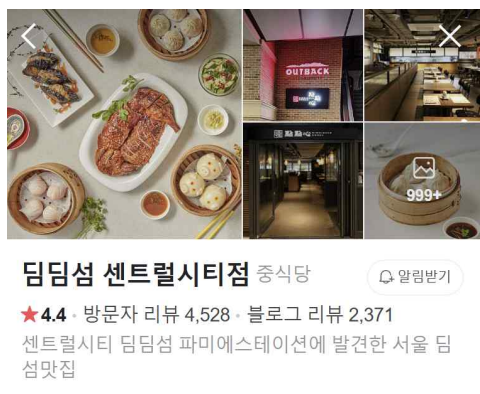 OUTBACK
點點心
999+
딤딤섬 센트럴시티점 중식당
알림받기
★4.4 · 방문자 리뷰 4,528 · 블로그 리뷰 2,371
센트럴시티 딤딤섬 파미에스테이션에 발견한 서울 딤
섬맛집